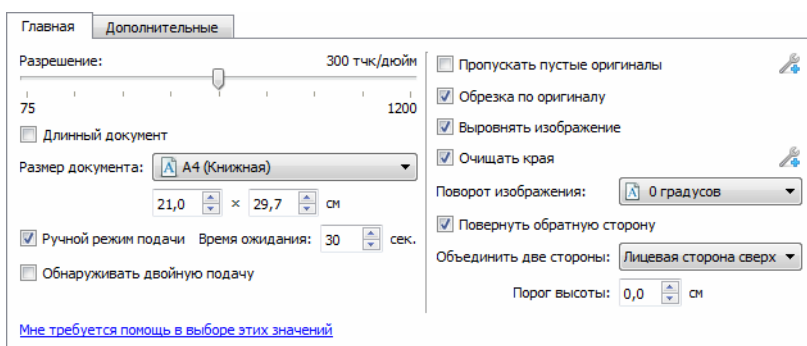 Главная
Дополнительные
Разрешение:
300 тчк/дюйм
75
1200
Длинный документ
Размер документа:
A4 (Книжная)
21,0 × 29,7 см
Ручной режим подачи
Время ожидания: 30 сек.
Обнаруживать двойную подачу
Мне требуется помощь в выборе этих значений
Пропускать пустые оригиналы
Обрезка по оригиналу
Выровнять изображение
Очищать края
Поворот изображения:
0 градусов
Повернуть обратную сторону
Объединить две стороны:
Лицевая сторона сверх
Порог высоты: 0,0 см